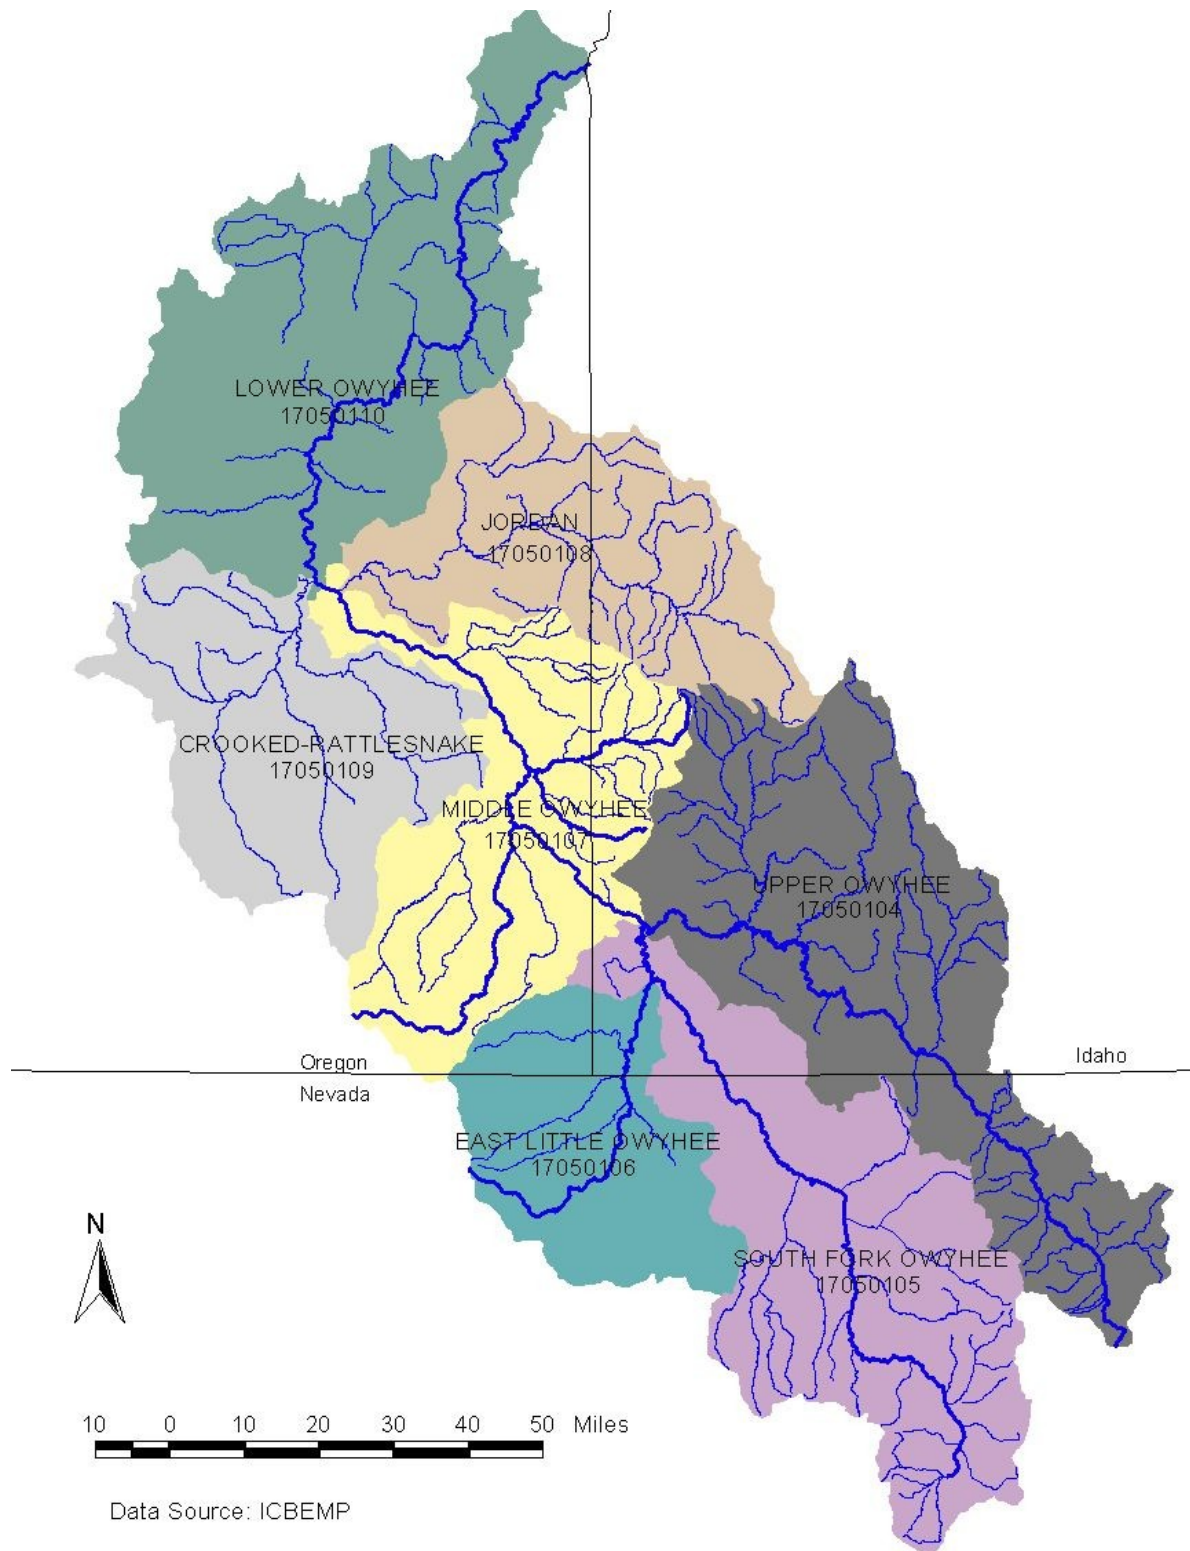 LOWER OWYHEE
17050110
JORDAN
17050108
CROOKED-RATTLESNAKE
17050109
MIDDLE OWYHEE
17050107
UPPER OWYHEE
17050104
Oregon
Idaho
Nevada
EAST LITTLE OWYHEE
17050106
N
SOUTH FORK OWYHEE
17050105
10 0 10 20 30 40 50 Miles
Data Source: ICBEMP